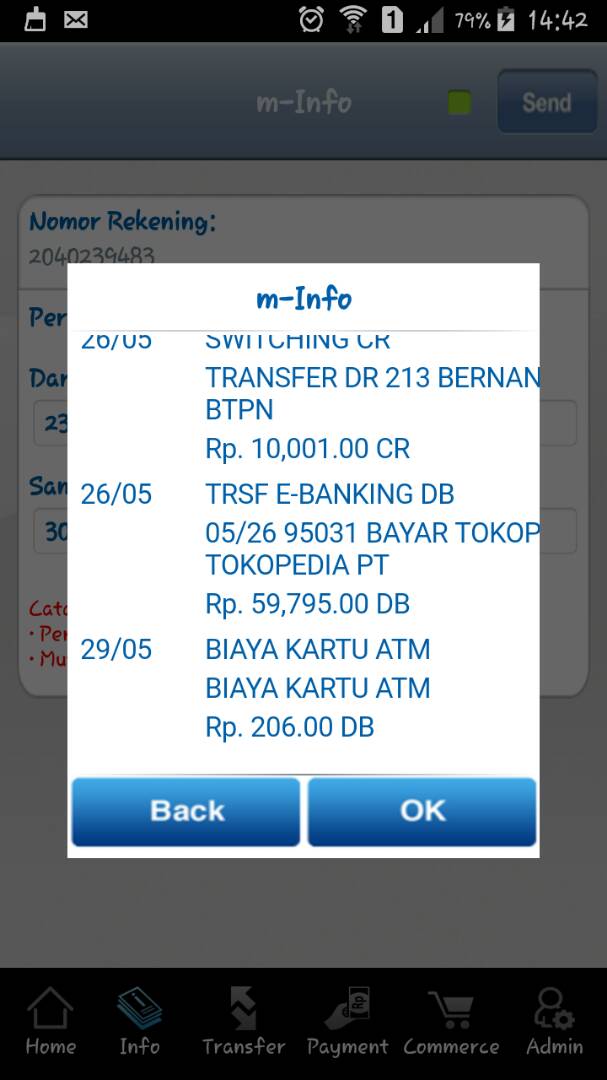 1 79% 14:42
m-Info
Send
Nomor Rekening:
2040239483
Per
Dar
23
Sam
30
Cata
• Per
• Mu
m-Info
26/05 SWITCHING CR
TRANSFER DR 213 BERNAN
BTPN
Rp. 10,001.00 CR
26/05 TRSF E-BANKING DB
05/26 95031 BAYAR TOKOP
TOKOPEDIA PT
Rp. 59,795.00 DB
29/05 BIAYA KARTU ATM
BIAYA KARTU ATM
Rp. 206.00 DB
Back OK
Home Info Transfer Payment Commerce Admin